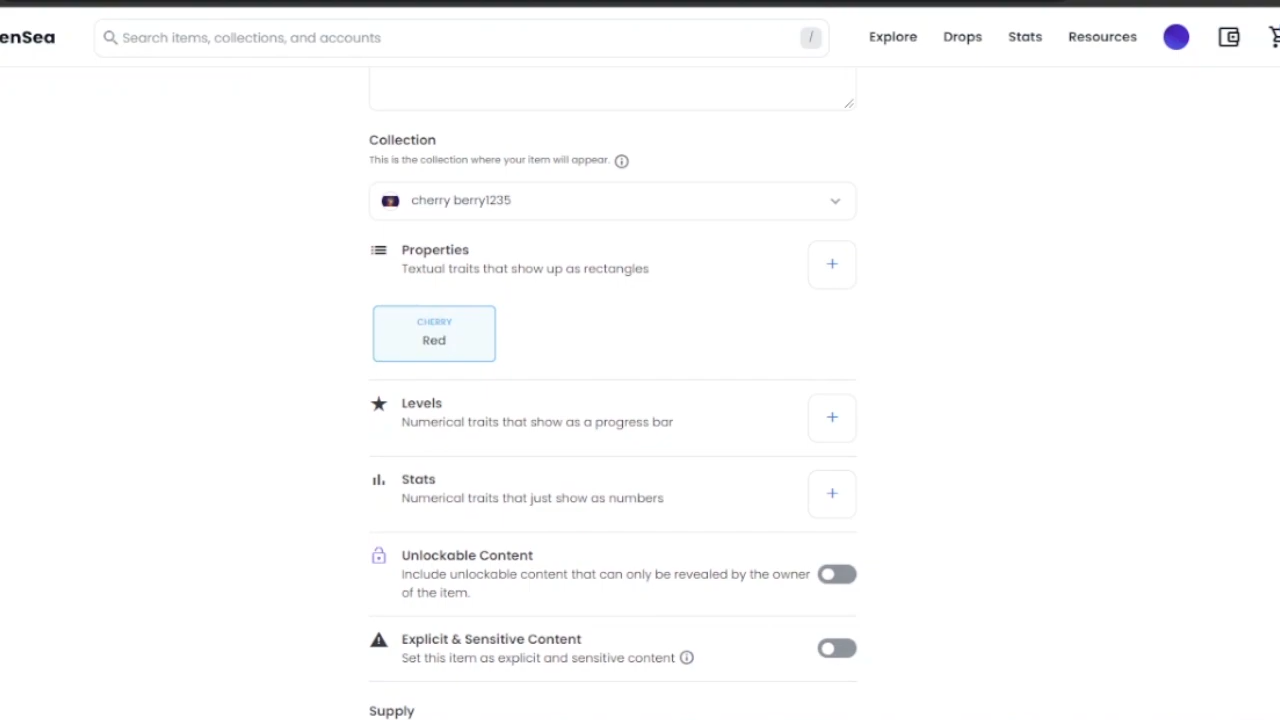 enSea
Search items, collections, and accounts
/
Explore
Drops
Stats
Resources
Collection
This is the collection where your item will appear.
cherry berry1235
Properties
Textual traits that show up as rectangles
+
CHERRY
Red
Levels
Numerical traits that show as a progress bar
+
Stats
Numerical traits that just show as numbers
+
Unlockable Content
Include unlockable content that can only be revealed by the owner
of the item.
Explicit & Sensitive Content
Set this item as explicit and sensitive content
Supply